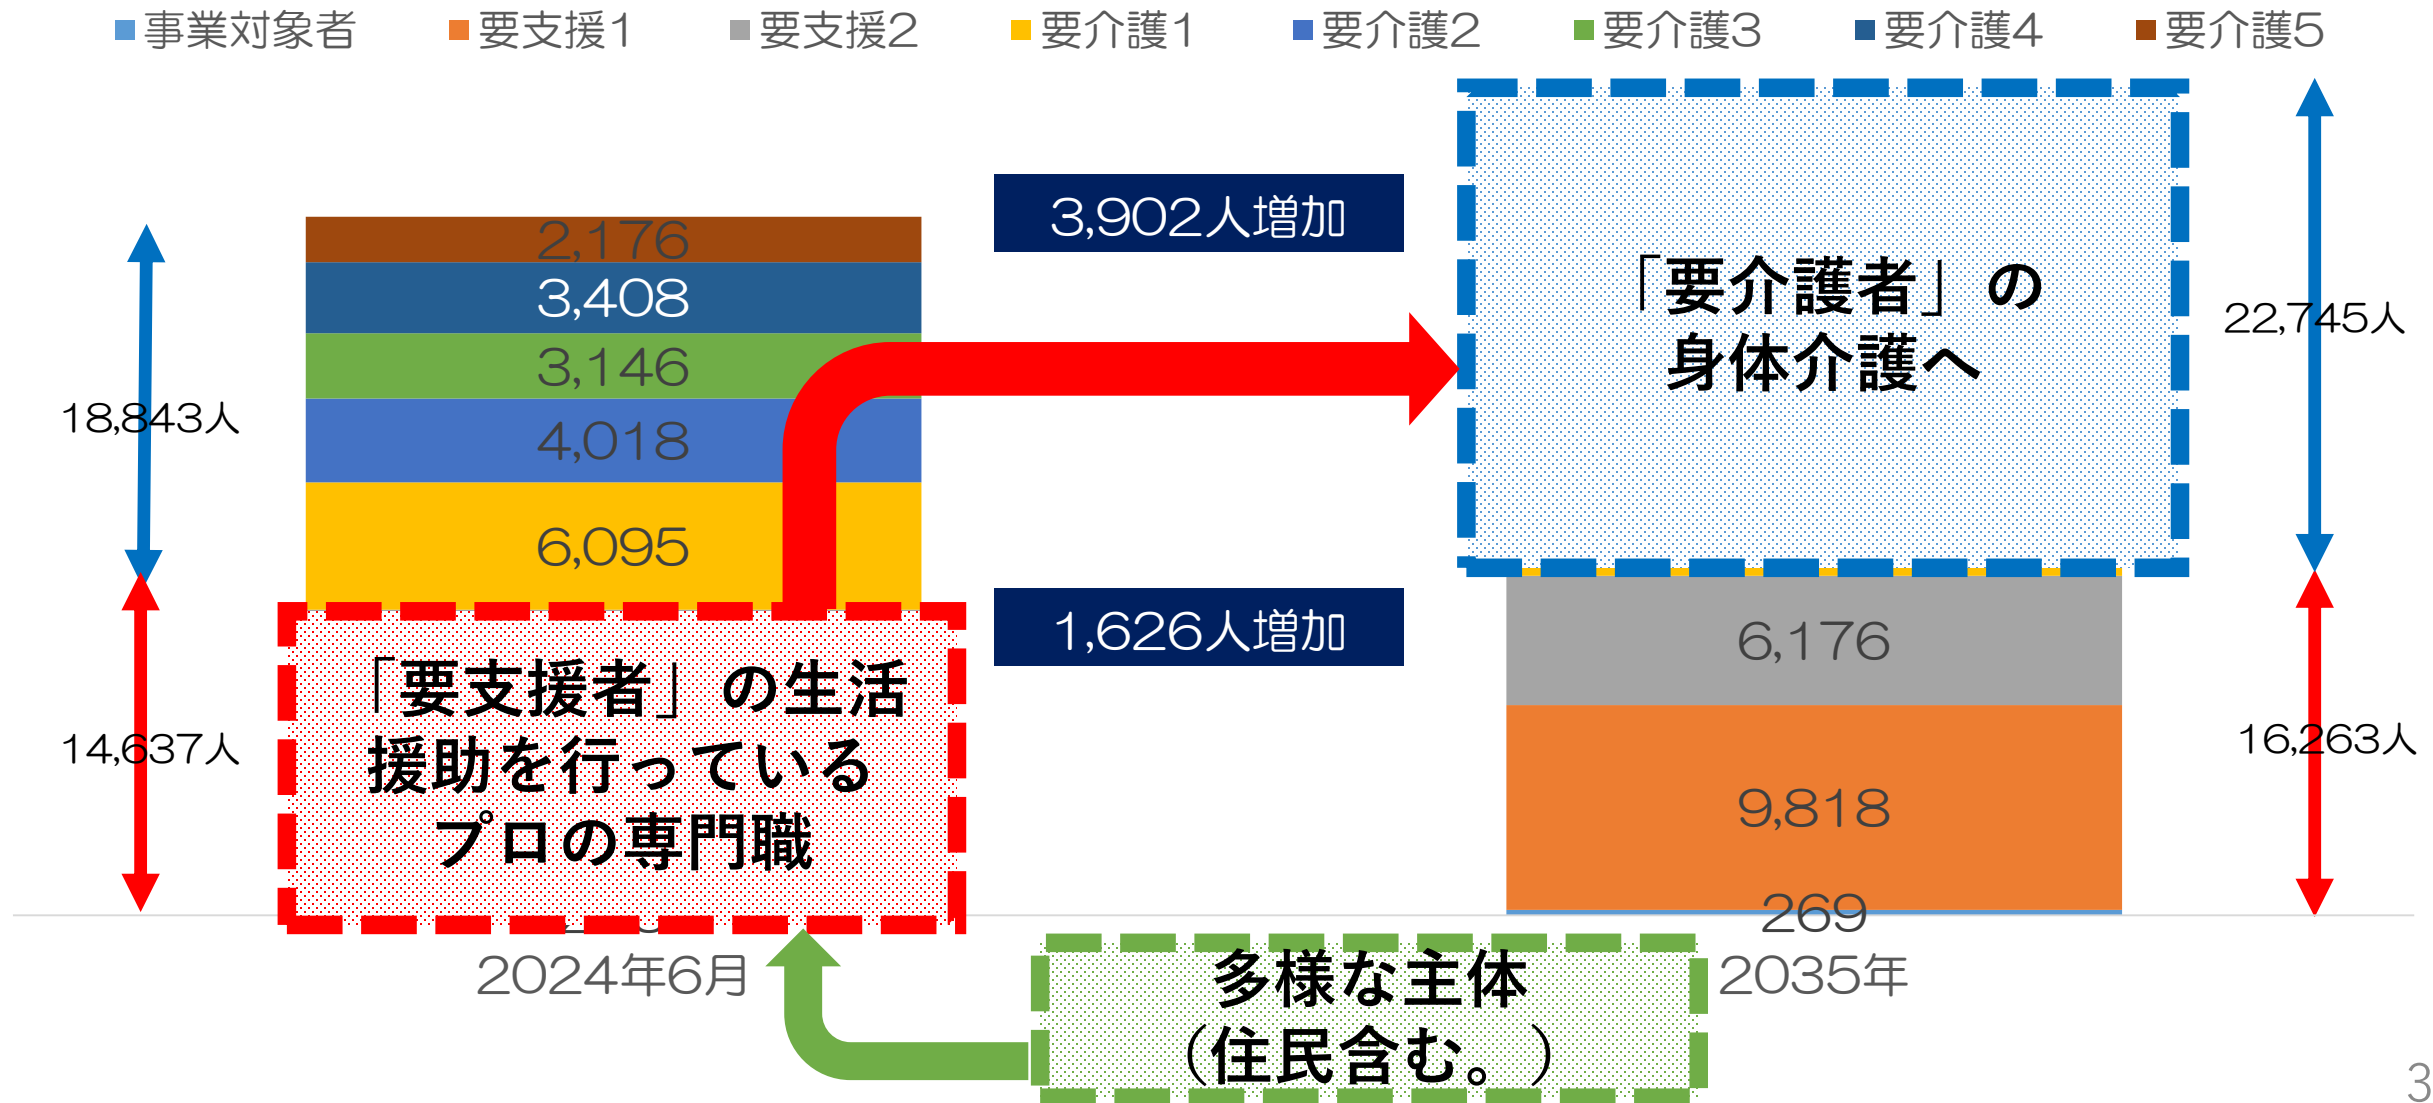 事業対象者 要支援1 要支援2 要介護1 要介護2 要介護3 要介護4 要介護5
2,176
3,408
3,146
4,018
6,095
18,843人
14,637人
「要支援者」の生活
援助を行っている
プロの専門職
2024年6月
3,902人増加
1,626人増加
「要介護者」の
身体介護へ
22,745人
6,176
9,818
269
16,263人
2035年
多様な主体
（住民含む。）
3